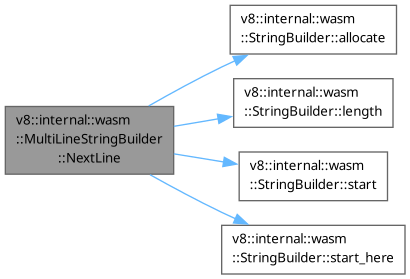 v8::internal::wasm
::MultiLineStringBuilder
::NextLine
v8::internal::wasm
::StringBuilder::allocate
v8::internal::wasm
::StringBuilder::length
v8::internal::wasm
::StringBuilder::start
v8::internal::wasm
::StringBuilder::start_here